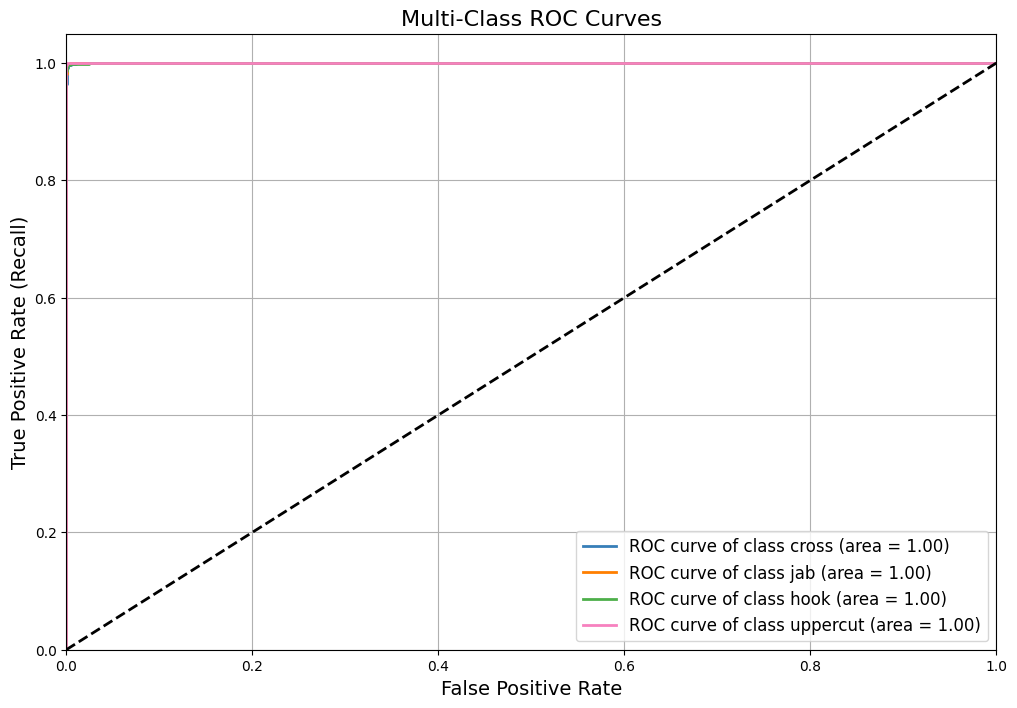 Multi-Class ROC Curves
True Positive Rate (Recall)
1.0
0.8
0.6
0.4
0.2
0.0
ROC curve of class cross (area = 1.00)
ROC curve of class jab (area = 1.00)
ROC curve of class hook (area = 1.00)
ROC curve of class uppercut (area = 1.00)
0.0 0.2 0.4 0.6 0.8 1.0
False Positive Rate